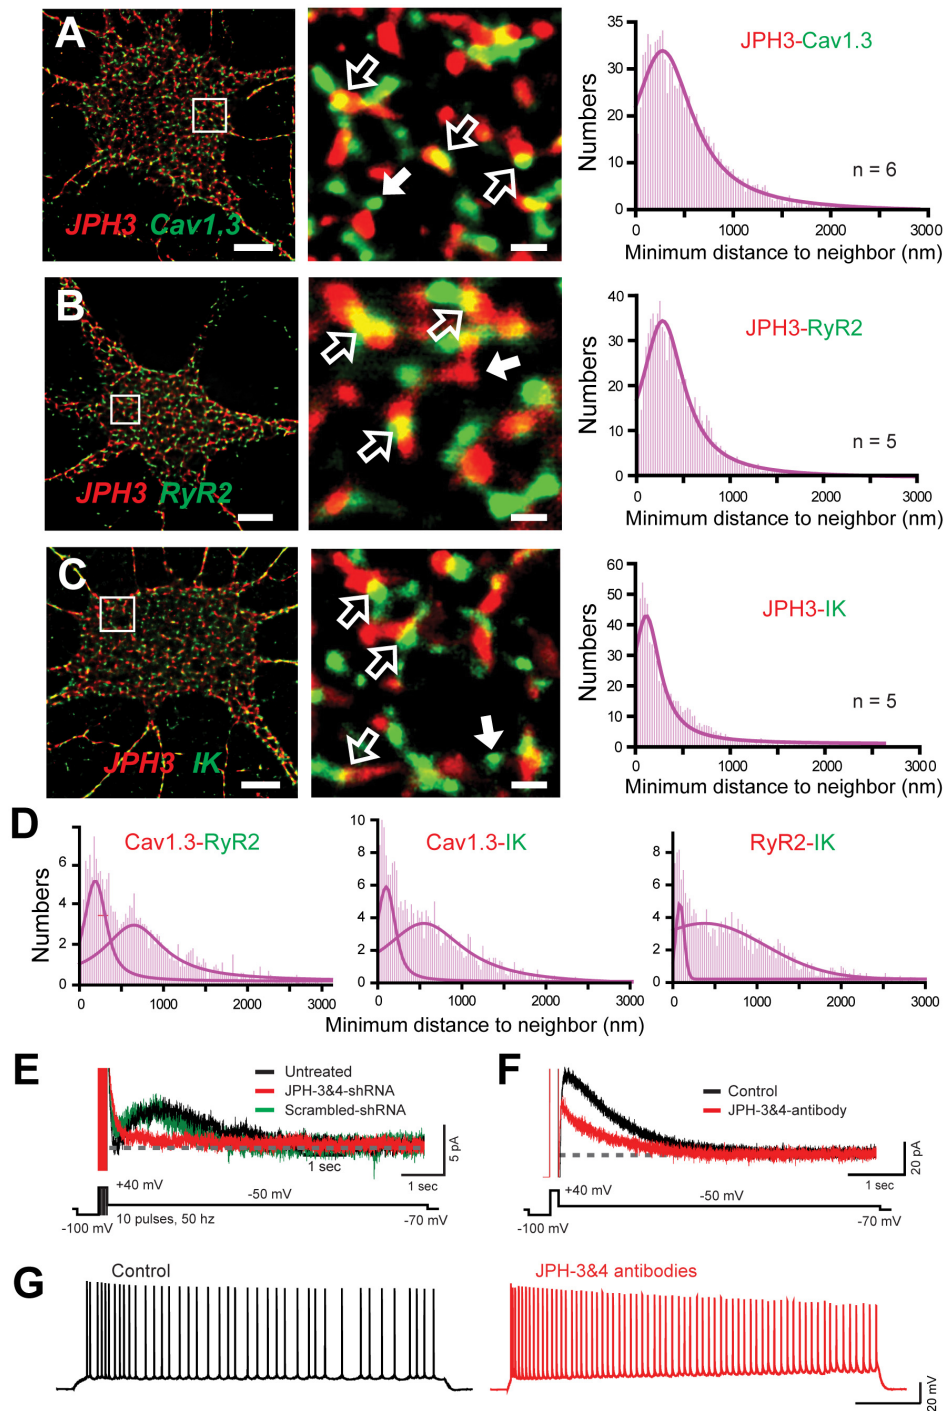 A
JPH3 Cav1.3
35
30
20
10
0
Numbers
JPH3-Cav1.3
n = 6
0 1000 2000 3000
Minimum distance to neighbor (nm)
B
JPH3 RyR2
40
30
20
10
0
Numbers
JPH3-RyR2
n = 5
0 1000 2000 3000
Minimum distance to neighbor (nm)
C
JPH3 IK
60
50
40
30
20
10
0
Numbers
JPH3-IK
n = 5
0 1000 2000 3000
Minimum distance to neighbor (nm)
D
Numbers
6
4
2
0
Cav1.3-RyR2
0 1000 2000 3000
10
8
6
4
2
0
Cav1.3-IK
0 1000 2000 3000
8
6
4
2
0
RyR2-IK
0 1000 2000 3000
Minimum distance to neighbor (nm)
E
Untreated
JPH-3&4-shRNA
Scrambled-shRNA
1 sec
5 pA
1 sec
+40 mV
-50 mV
10 pulses, 50 hz
-100 mV
-70 mV
F
Control
JPH-3&4-antibody
20 pA
1 sec
+40 mV
-50 mV
-100 mV
-70 mV
G
Control
JPH-3&4 antibodies
20 mV